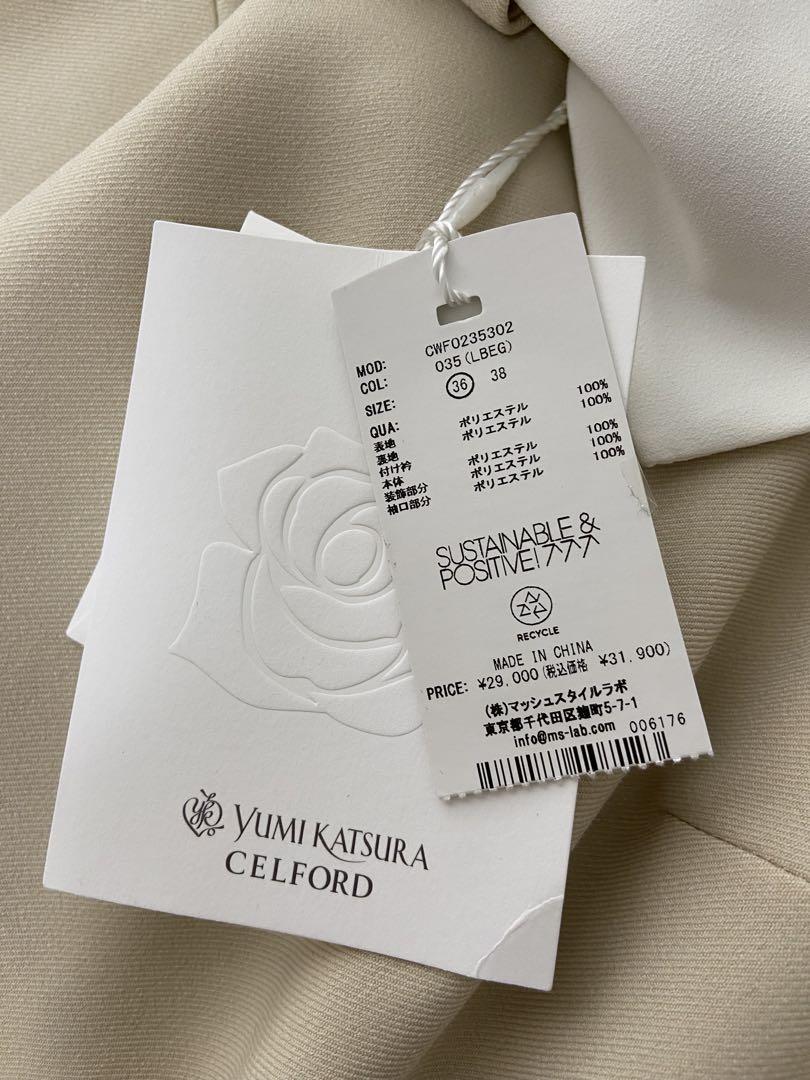 MOD: CWF0235302
COL: 035(LBEG)
SIZE: 36 38
QUA:
表地 ポリエステル 100%
裏地 ポリエステル 100%
付け衿
本体 ポリエステル 100%
装飾部分 ポリエステル 100%
袖口部分 ポリエステル 100%
SUSTAINABLE &
POSITIVE!
RECYCLE
MADE IN CHINA
PRICE: ¥29,000(税込価格 ¥31,900)
(株)マッシュスタイルラボ
東京都千代田区麹町5-7-1
info@ms-lab.com 006176
YUMI KATSURA
CELFORD